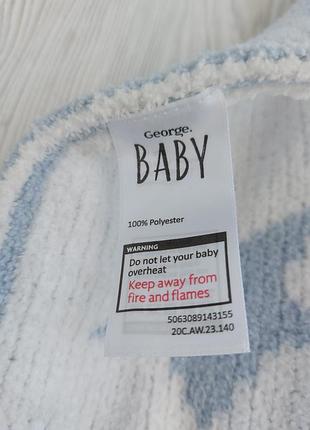 George.
BABY
100% Polyester
WARNING
Do not let your baby
overheat
Keep away from
fire and flames
5063089143155
20C.AW.23.140